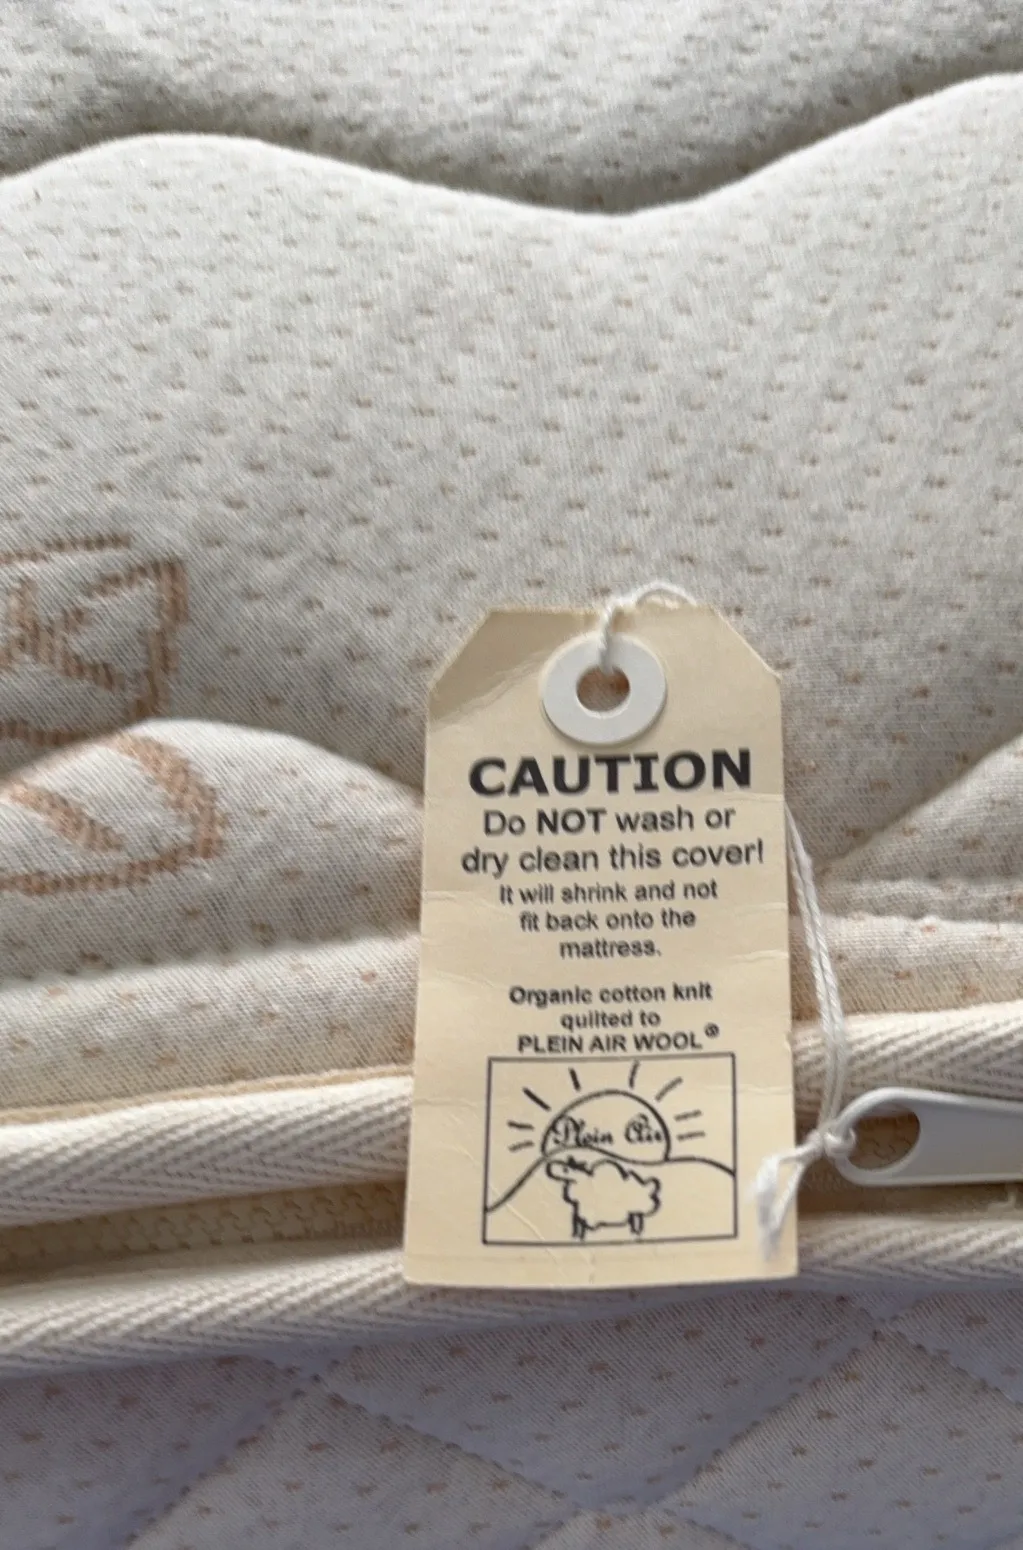 CAUTION
Do NOT wash or
dry clean this cover!
It will shrink and not
fit back onto the
mattress.
Organic cotton knit
quilted to
PLEIN AIR WOOL®
Plein Air